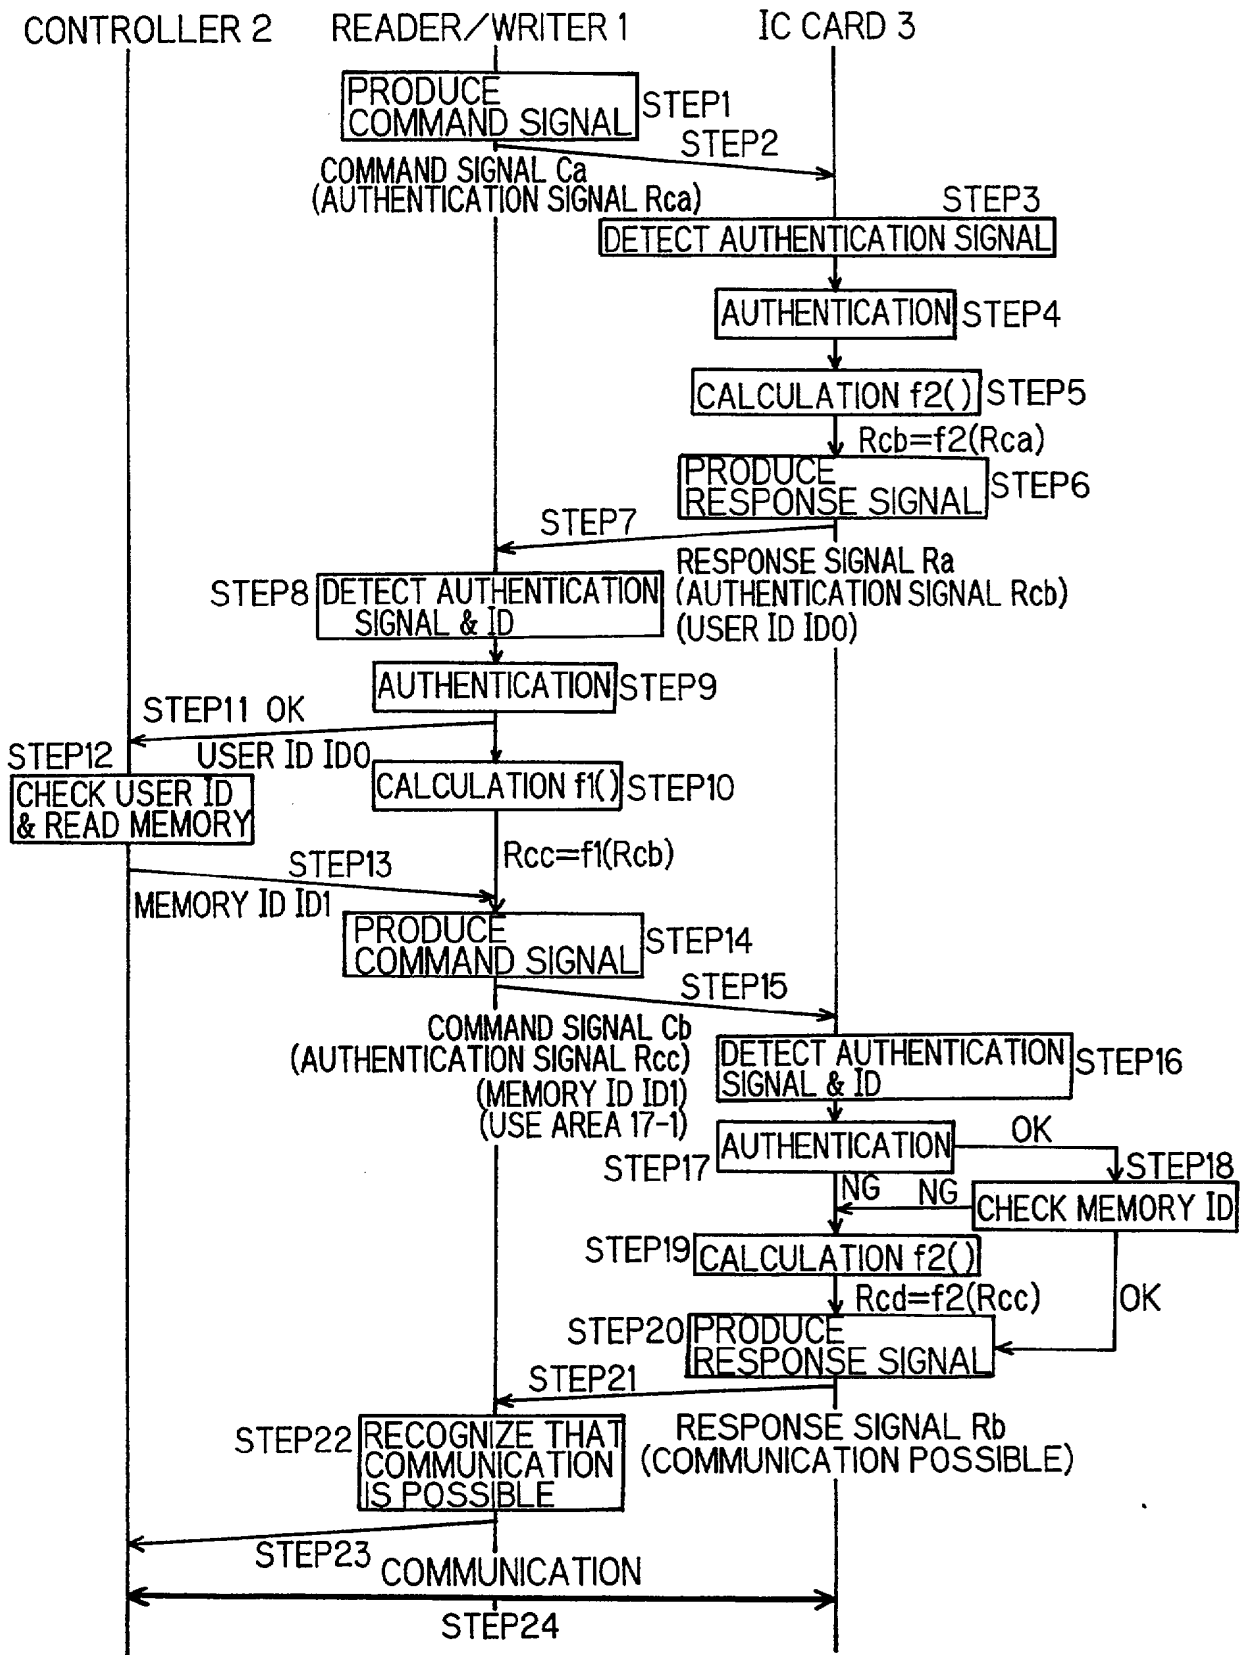 CONTROLLER 2 READER/WRITER 1 IC CARD 3
PRODUCE
COMMAND SIGNAL
STEP1
STEP2
COMMAND SIGNAL Ca
(AUTHENTICATION SIGNAL Rca)
STEP3
DETECT AUTHENTICATION SIGNAL
AUTHENTICATION STEP4
CALCULATION f2() STEP5
Rcb=f2(Rca)
PRODUCE
RESPONSE SIGNAL
STEP6
STEP7
RESPONSE SIGNAL Ra
(AUTHENTICATION SIGNAL Rcb)
(USER ID ID0)
STEP8
DETECT AUTHENTICATION
SIGNAL & ID
AUTHENTICATION STEP9
STEP11 OK
USER ID ID0
STEP12
CHECK USER ID
& READ MEMORY
CALCULATION f1() STEP10
Rcc=f1(Rcb)
STEP13
MEMORY ID ID1
PRODUCE
COMMAND SIGNAL
STEP14
STEP15
COMMAND SIGNAL Cb
(AUTHENTICATION SIGNAL Rcc)
(MEMORY ID ID1)
(USE AREA 17-1)
DETECT AUTHENTICATION
SIGNAL & ID
STEP16
AUTHENTICATION
OK
STEP17
STEP18
NG NG
CHECK MEMORY ID
STEP19
CALCULATION f2()
Rcd=f2(Rcc)
OK
STEP20
PRODUCE
RESPONSE SIGNAL
STEP21
RESPONSE SIGNAL Rb
(COMMUNICATION POSSIBLE)
STEP22
RECOGNIZE THAT
COMMUNICATION
IS POSSIBLE
STEP23
COMMUNICATION
STEP24